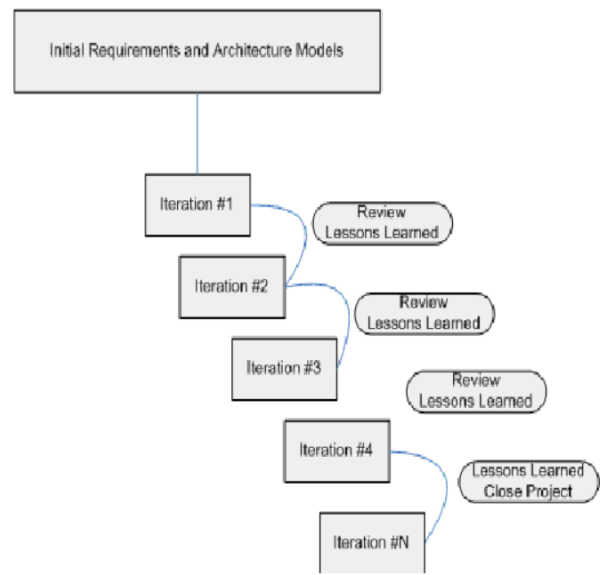 Initial Requirements and Architecture Models
Iteration #1
Review
Lessons Learned
Iteration #2
Review
Lessons Learned
Iteration #3
Review
Lessons Learned
Iteration #4
Lessons Learned
Close Project
Iteration #N